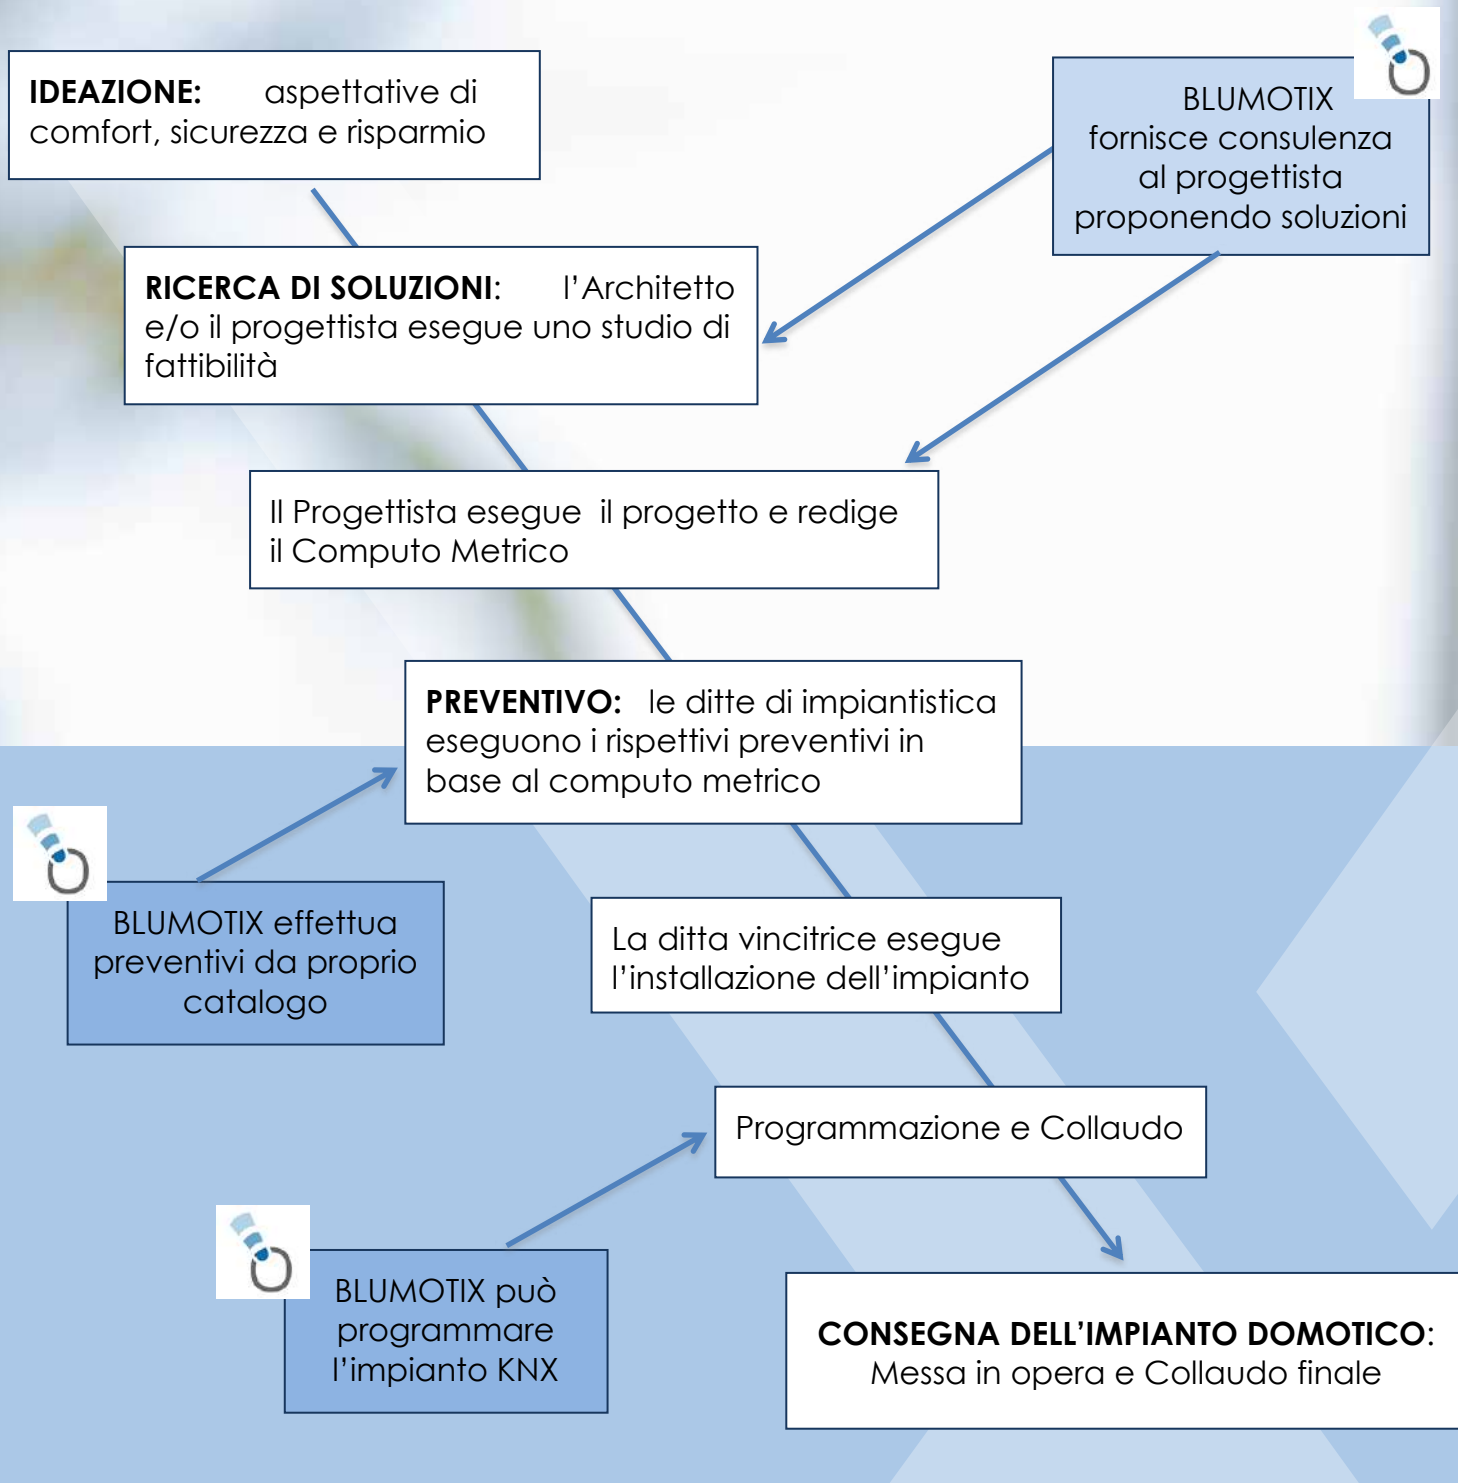 IDEAZIONE: aspettative di
comfort, sicurezza e risparmio
BLUMOTIX
fornisce consulenza
al progettista
proponendo soluzioni
RICERCA DI SOLUZIONI: l’Architetto
e/o il progettista esegue uno studio di
fattibilità
Il Progettista esegue il progetto e redige
il Computo Metrico
PREVENTIVO: le ditte di impiantistica
eseguono i rispettivi preventivi in
base al computo metrico
BLUMOTIX effettua
preventivi da proprio
catalogo
La ditta vincitrice esegue
l’installazione dell’impianto
Programmazione e Collaudo
BLUMOTIX può
programmare
l’impianto KNX
CONSEGNA DELL’IMPIANTO DOMOTICO:
Messa in opera e Collaudo finale